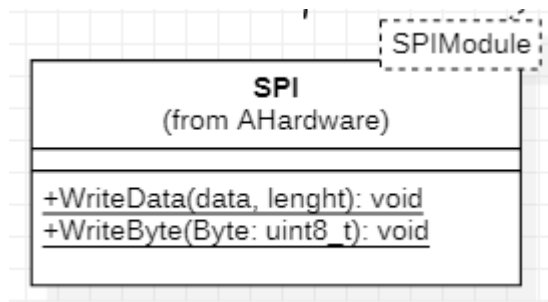 SPIModule
SPI
(from AHardware)
+WriteData(data, lenght): void
+WriteByte(Byte: uint8_t): void